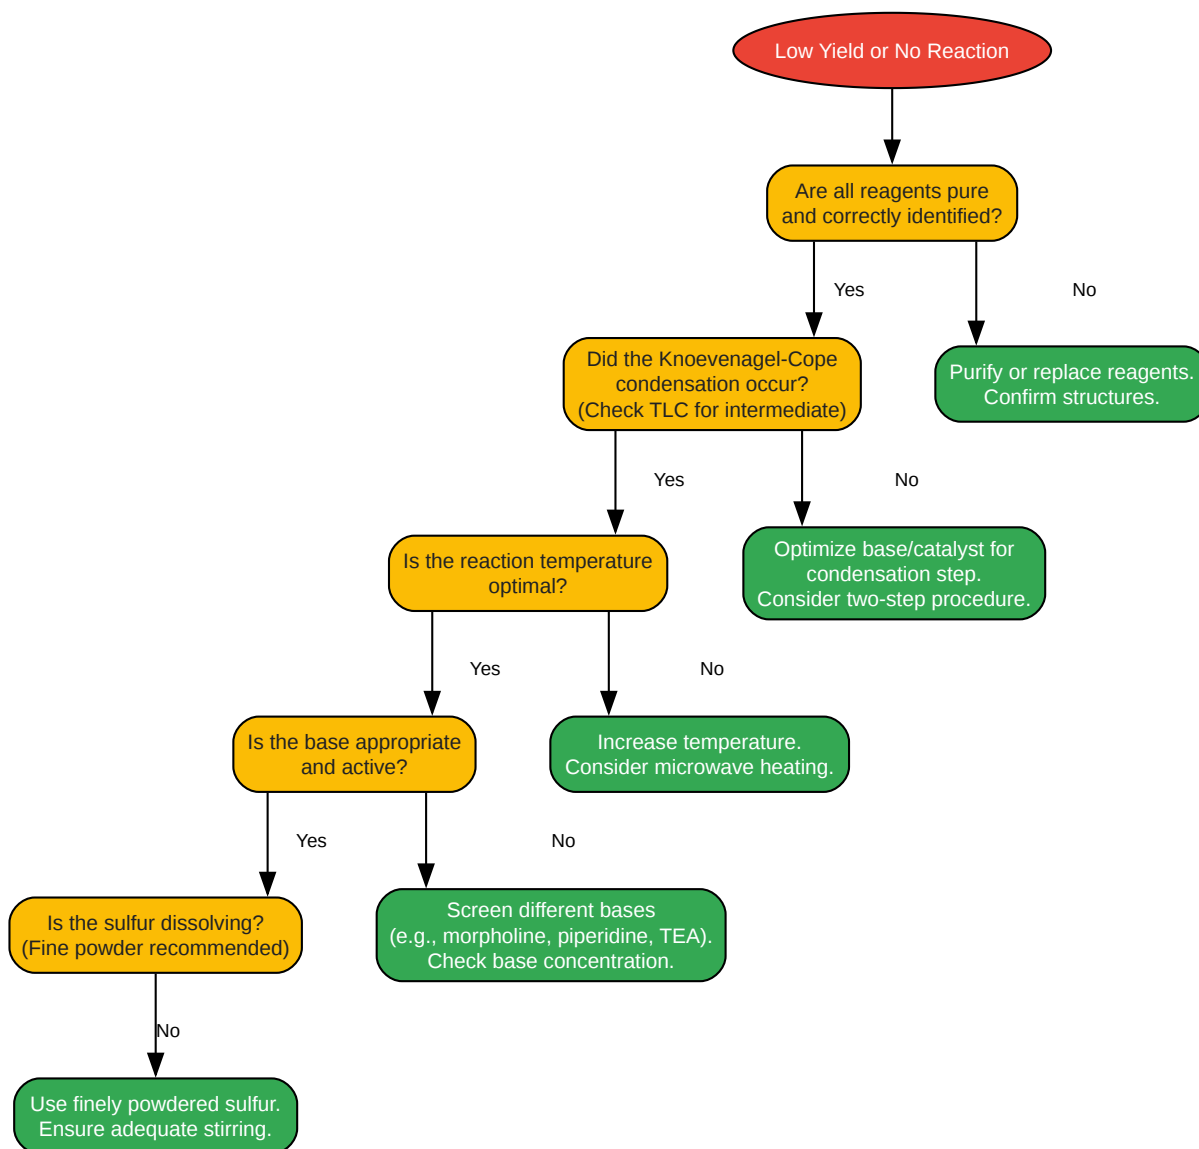 Low Yield or No Reaction
Are all reagents pure
and correctly identified?
Yes
No
Did the Knoevenagel-Cope
condensation occur?
(Check TLC for intermediate)
Purify or replace reagents.
Confirm structures.
Yes
No
Is the reaction temperature
optimal?
Optimize base/catalyst for
condensation step.
Consider two-step procedure.
Yes
No
Is the base appropriate
and active?
Increase temperature.
Consider microwave heating.
Yes
No
Is the sulfur dissolving?
(Fine powder recommended)
Screen different bases
(e.g., morpholine, piperidine, TEA).
Check base concentration.
No
Use finely powdered sulfur.
Ensure adequate stirring.